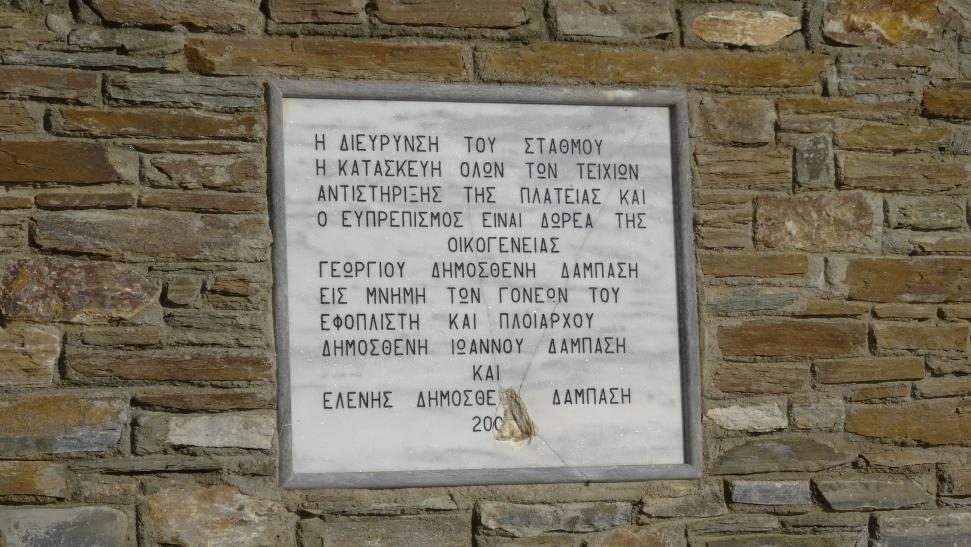 Η ΔΙΕΥΡΥΝΣΗ ΤΟΥ ΣΤΑΘΜΟΥ
Η ΚΑΤΑΣΚΕΥΗ ΟΛΩΝ ΤΩΝ ΤΕΙΧΙΩΝ
ΑΝΤΙΣΤΗΡΙΞΗΣ ΤΗΣ ΠΛΑΤΕΙΑΣ ΚΑΙ
Ο ΕΥΠΡΕΠΙΣΜΟΣ ΕΙΝΑΙ ΔΩΡΕΑ ΤΗΣ
ΟΙΚΟΓΕΝΕΙΑΣ
ΓΕΩΡΓΙΟΥ ΔΗΜΟΣΘΕΝΗ ΔΑΜΠΑΣΗ
ΕΙΣ ΜΝΗΜΗ ΤΩΝ ΓΟΝΕΩΝ ΤΟΥ
ΕΦΟΠΛΙΣΤΗ ΚΑΙ ΠΛΟΙΑΡΧΟΥ
ΔΗΜΟΣΘΕΝΗ ΙΩΑΝΝΟΥ ΔΑΜΠΑΣΗ
ΚΑΙ
ΕΛΕΝΗΣ ΔΑΜΠΑΣΗ